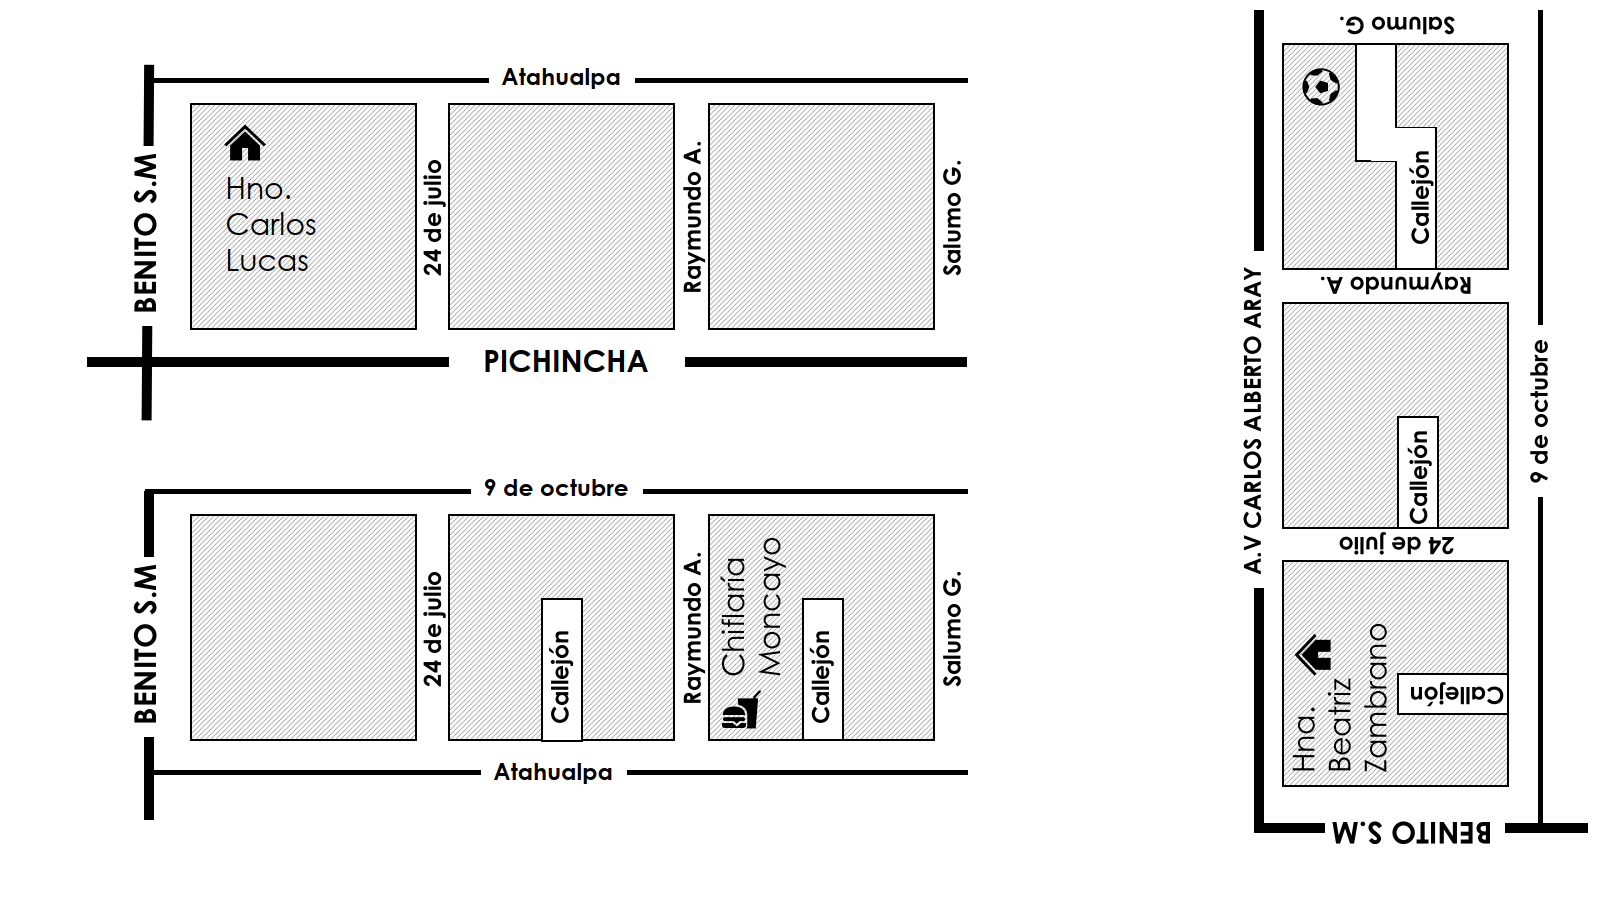 Atahualpa
BENITO S.M
Hno.
Carlos
Lucas
24 de julio
Raymundo A.
Salumo G.
PICHINCHA
9 de octubre
BENITO S.M
24 de julio
Callejón
Raymundo A.
Chiflaría
Moncayo
Callejón
Salumo G.
Atahualpa
Salumo G.
Callejón
Raymundo A.
A.V CARLOS ALBERTO ARAY
9 de octubre
Callejón
24 de julio
Hna.
Beatriz
Zambrano
Callejón
BENITO S.M